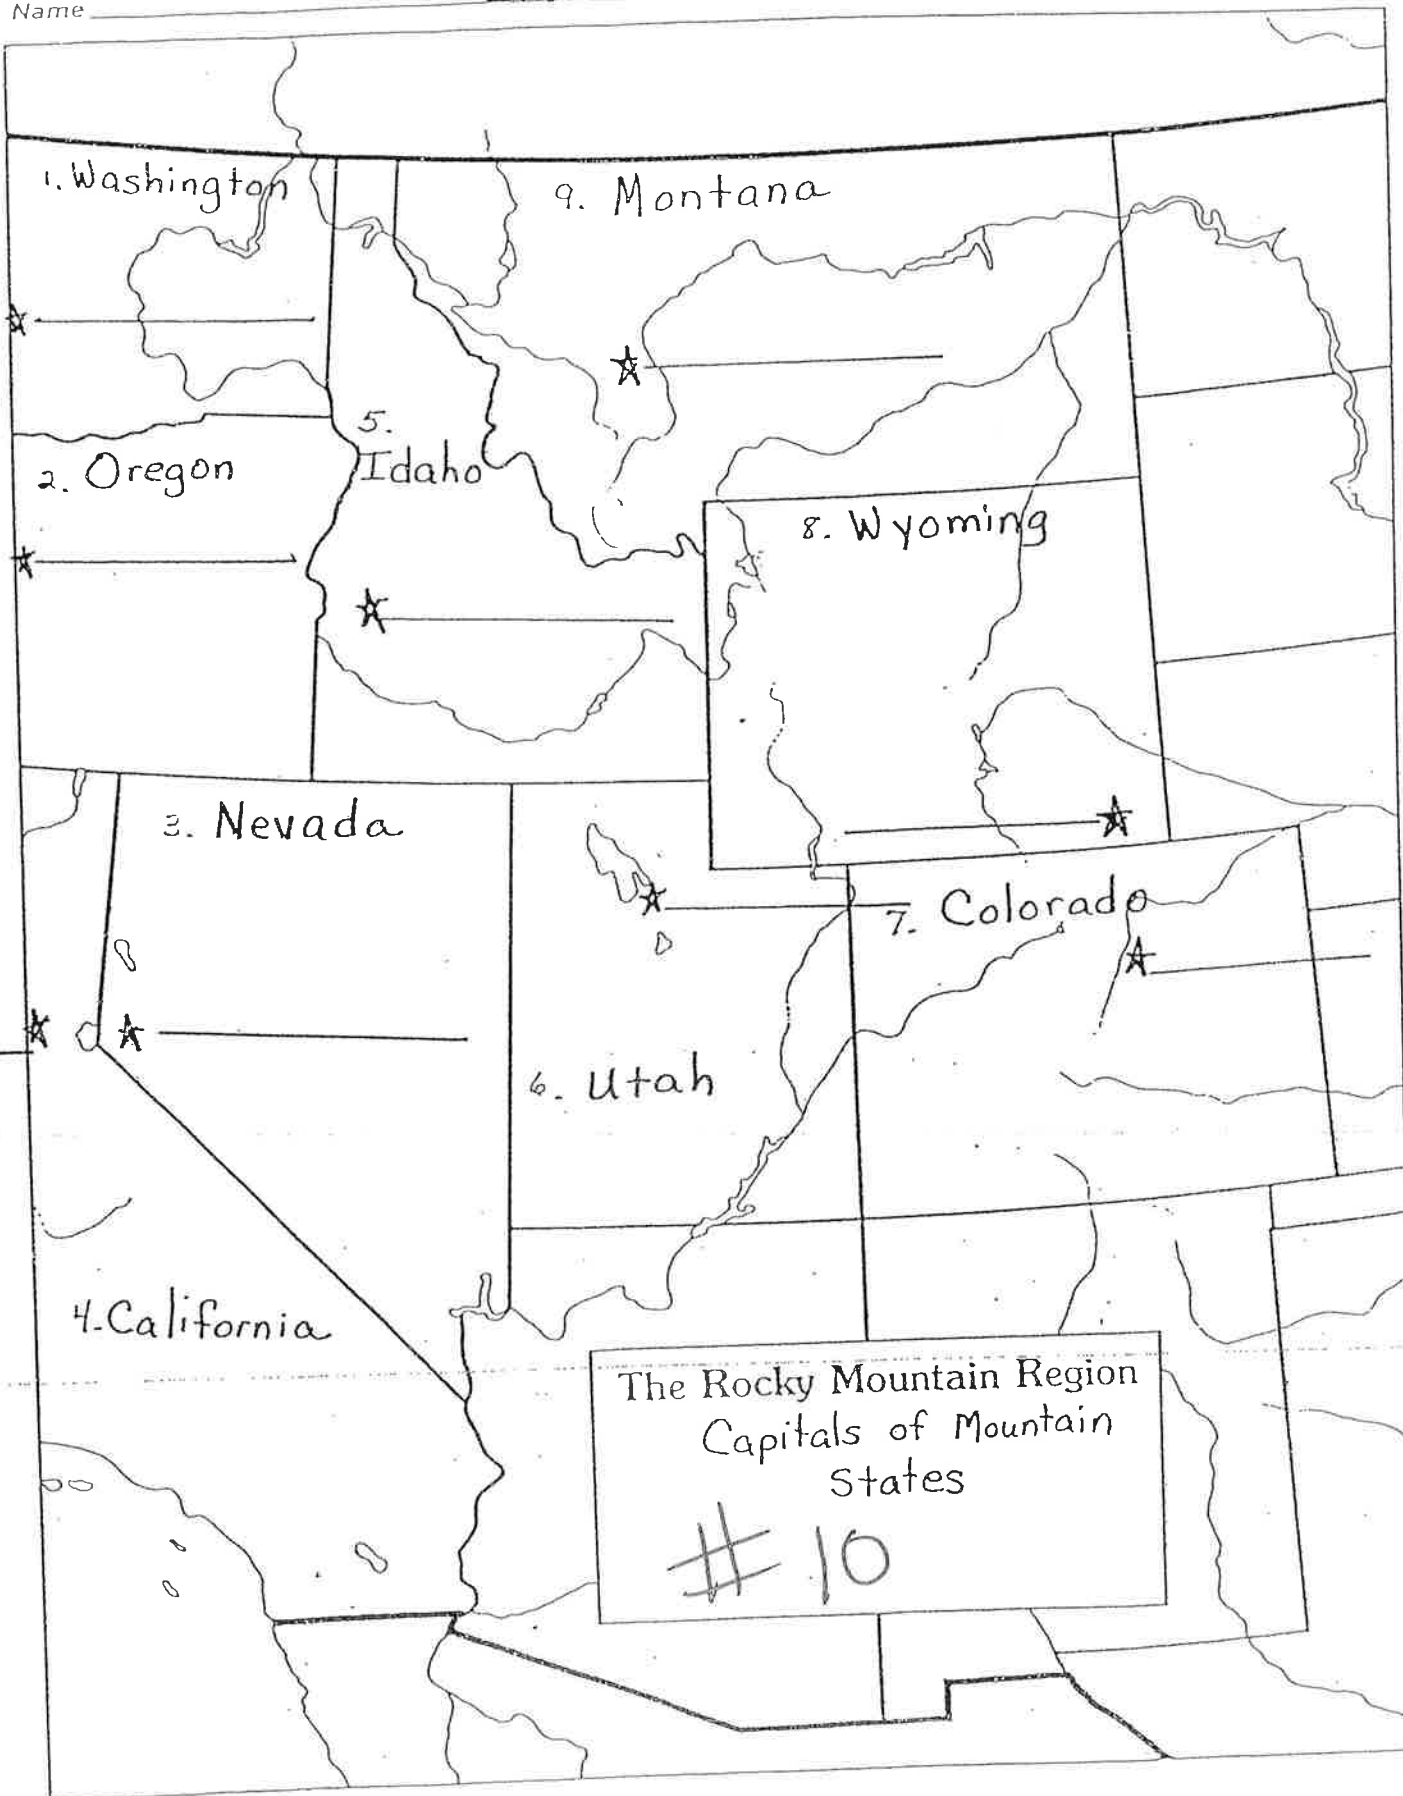 Name
1. Washington
9. Montana
5.
Idaho
2. Oregon
8. Wyoming
3. Nevada
7. Colorado
6. Utah
4. California
The Rocky Mountain Region
Capitals of Mountain
States
# 10